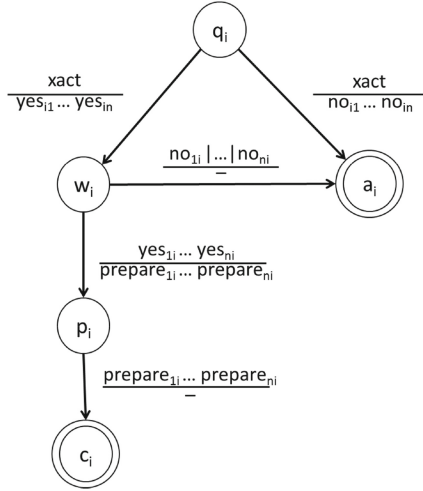 qi
xact
yesi1 ... yesin
xact
noi1 ... noin
no1i |...| noni
–
wi
ai
yes1i ... yesni
prepare1i ... prepareni
pi
prepare1i ... prepareni
–
ci